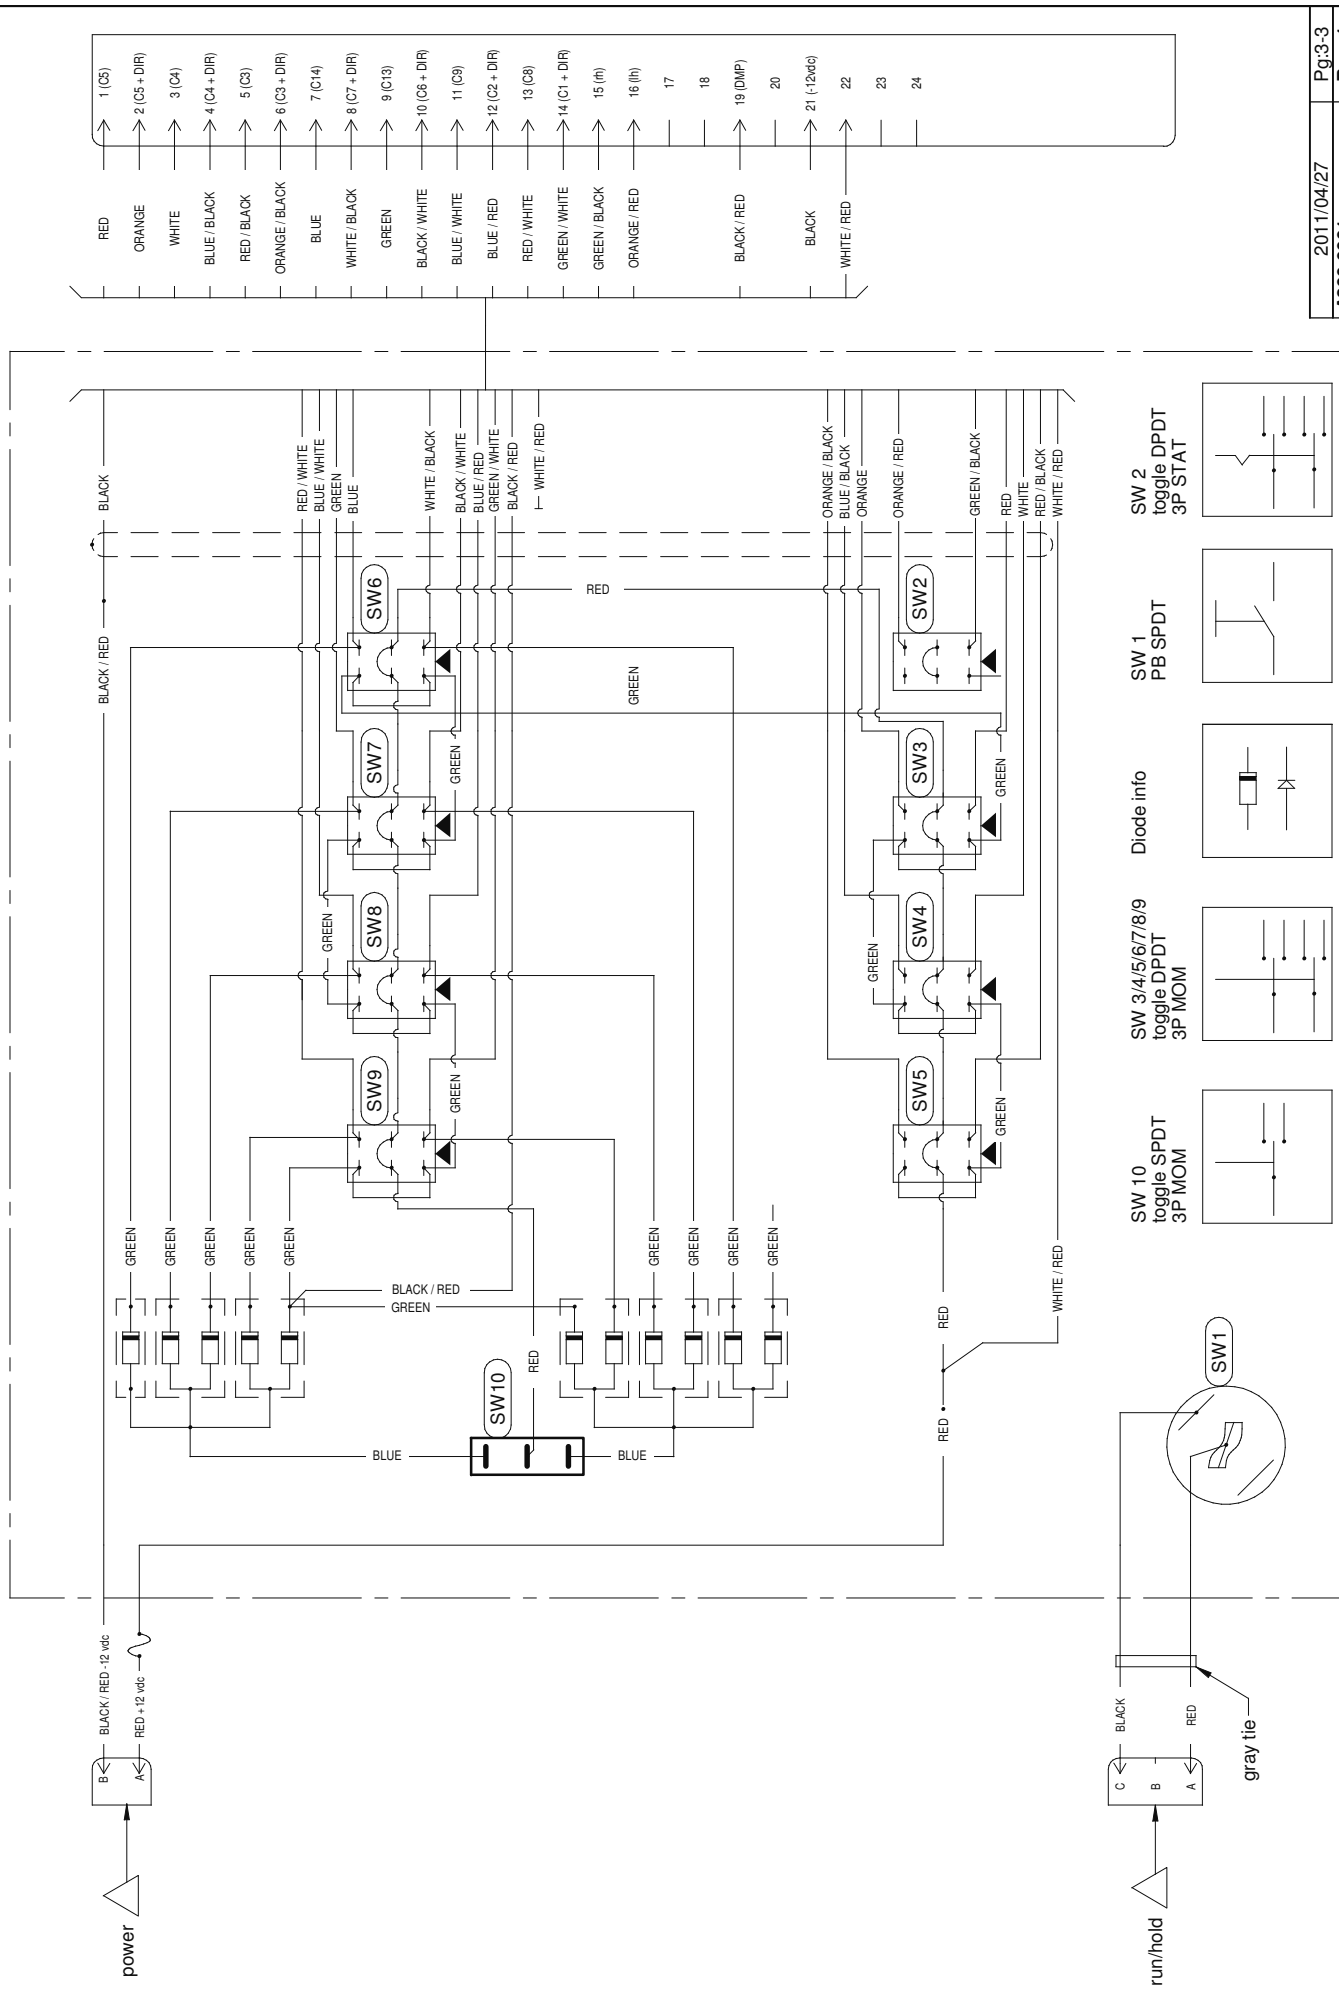 1 (C5)
2 (C5 + DIR)
3 (C4)
4 (C4 + DIR)
5 (C3)
6 (C3 + DIR)
7 (C14)
8 (C7 + DIR)
9 (C13)
10 (C6 + DIR)
11 (C9)
12 (C2 + DIR)
13 (C8)
14 (C1 + DIR)
15 (rh)
16 (lh)
17
18
19 (DMP)
20
21 (-12vdc)
22
23
24
RED
ORANGE
WHITE
BLUE / BLACK
RED / BLACK
ORANGE / BLACK
BLUE
WHITE / BLACK
GREEN
BLACK / WHITE
BLUE / WHITE
BLUE / RED
RED / WHITE
GREEN / WHITE
GREEN / BLACK
ORANGE / RED
BLACK / RED
BLACK
WHITE / RED
Pg:3-3
2011/04/27
BLACK
RED / WHITE
BLUE / WHITE
GREEN
BLUE
WHITE / BLACK
BLACK / WHITE
BLUE / RED
GREEN / WHITE
BLACK / RED
WHITE / RED
ORANGE / BLACK
BLUE / BLACK
ORANGE
ORANGE / RED
GREEN / BLACK
RED
WHITE
RED / BLACK
WHITE / RED
BLACK / RED
SW6
RED
SW2
GREEN
SW7
GREEN
SW3
GREEN
GREEN
SW8
GREEN
SW4
SW9
GREEN
SW5
GREEN
GREEN
GREEN
GREEN
GREEN
GREEN
BLACK / RED
GREEN
GREEN
GREEN
GREEN
GREEN
RED
SW10
BLUE
BLUE
RED
RED
WHITE / RED
SW 2
toggle DPDT
3P STAT
SW 1
PB SPDT
Diode info
SW 3/4/5/6/7/8/9
toggle DPDT
3P MOM
SW 10
toggle SPDT
3P MOM
SW1
BLACK / RED -12 vdc
RED +12 vdc
B
A
power
BLACK
RED
gray tie
C
B
A
run/hold